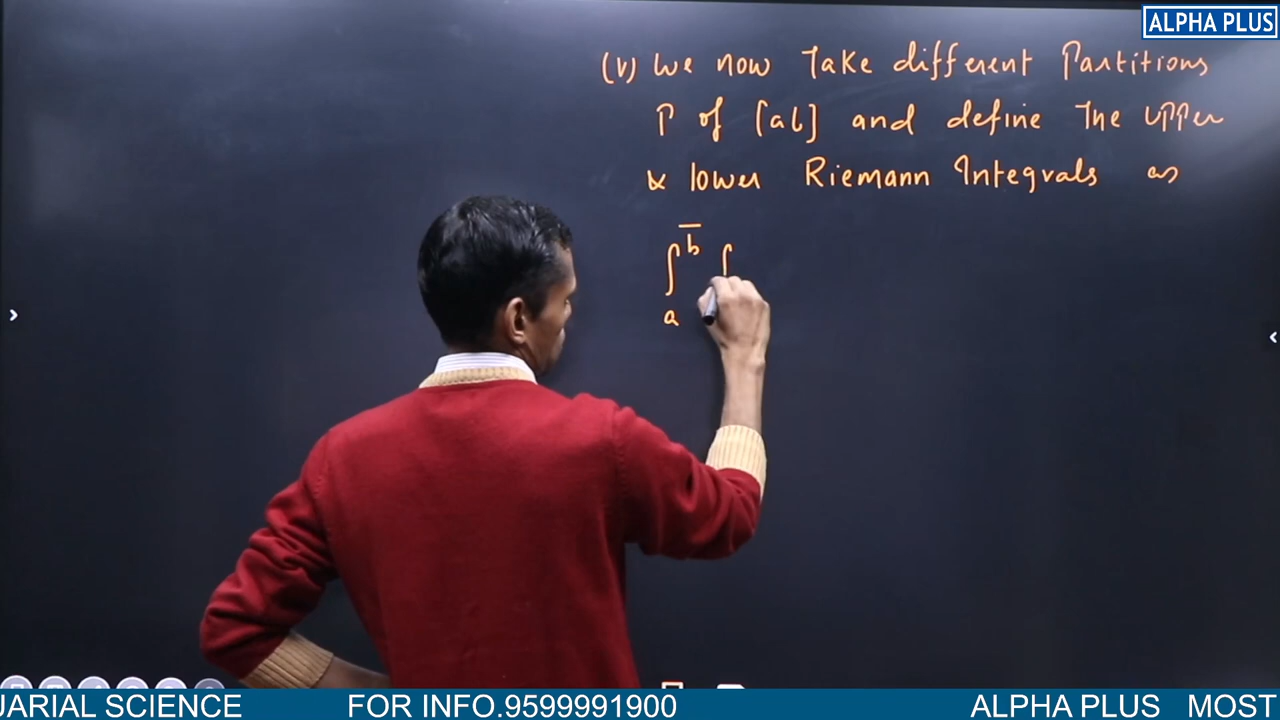 ALPHA PLUS
(v) We now Take different Partitions
P of [ab] and define The Upper
& lower Riemann Integrals as
∫ₐ^b̅ f
UARIAL SCIENCE FOR INFO.9599991900 ALPHA PLUS MOST